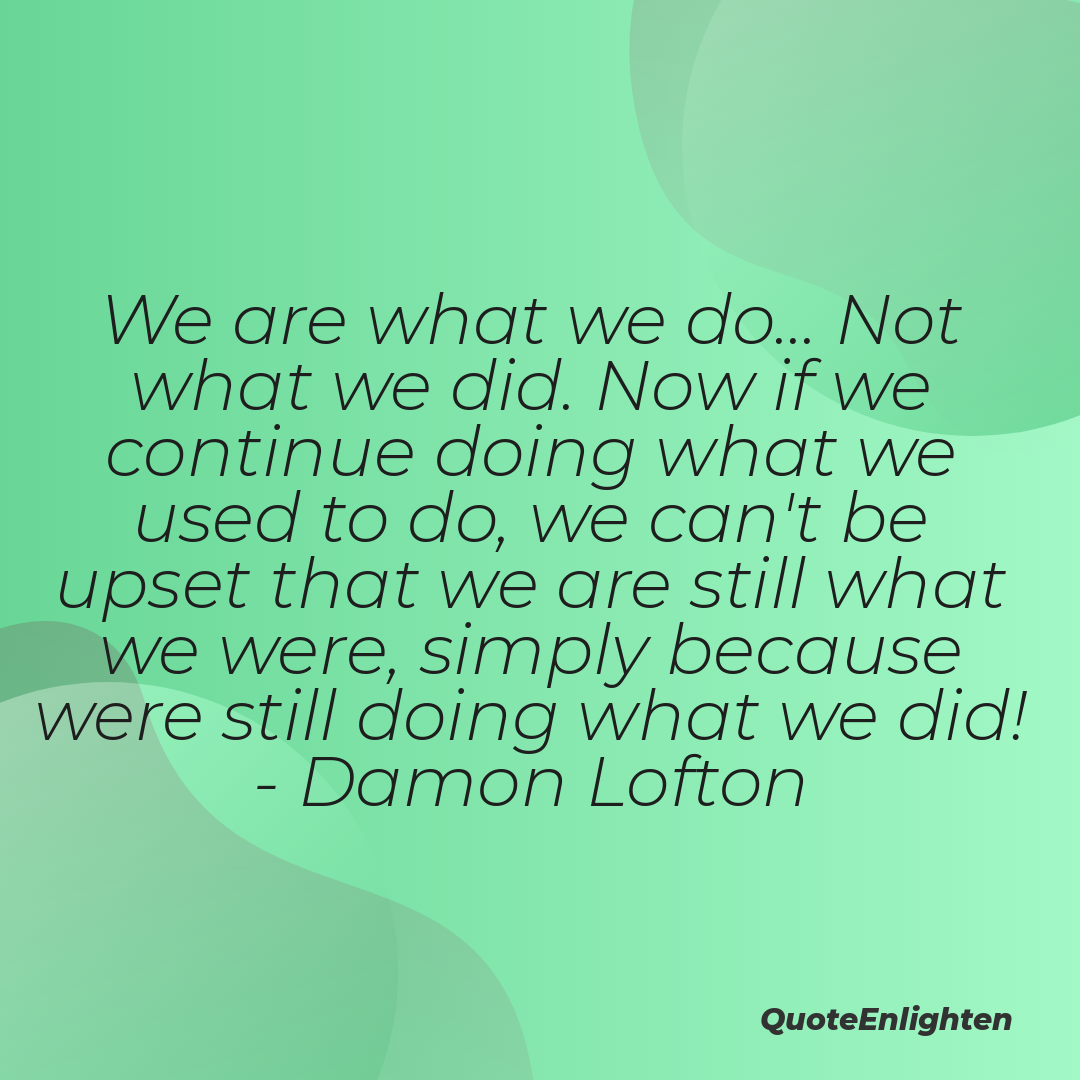 We are what we do... Not
what we did. Now if we
continue doing what we
used to do, we can't be
upset that we are still what
we were, simply because
were still doing what we did!
- Damon Lofton
QuoteEnlighten